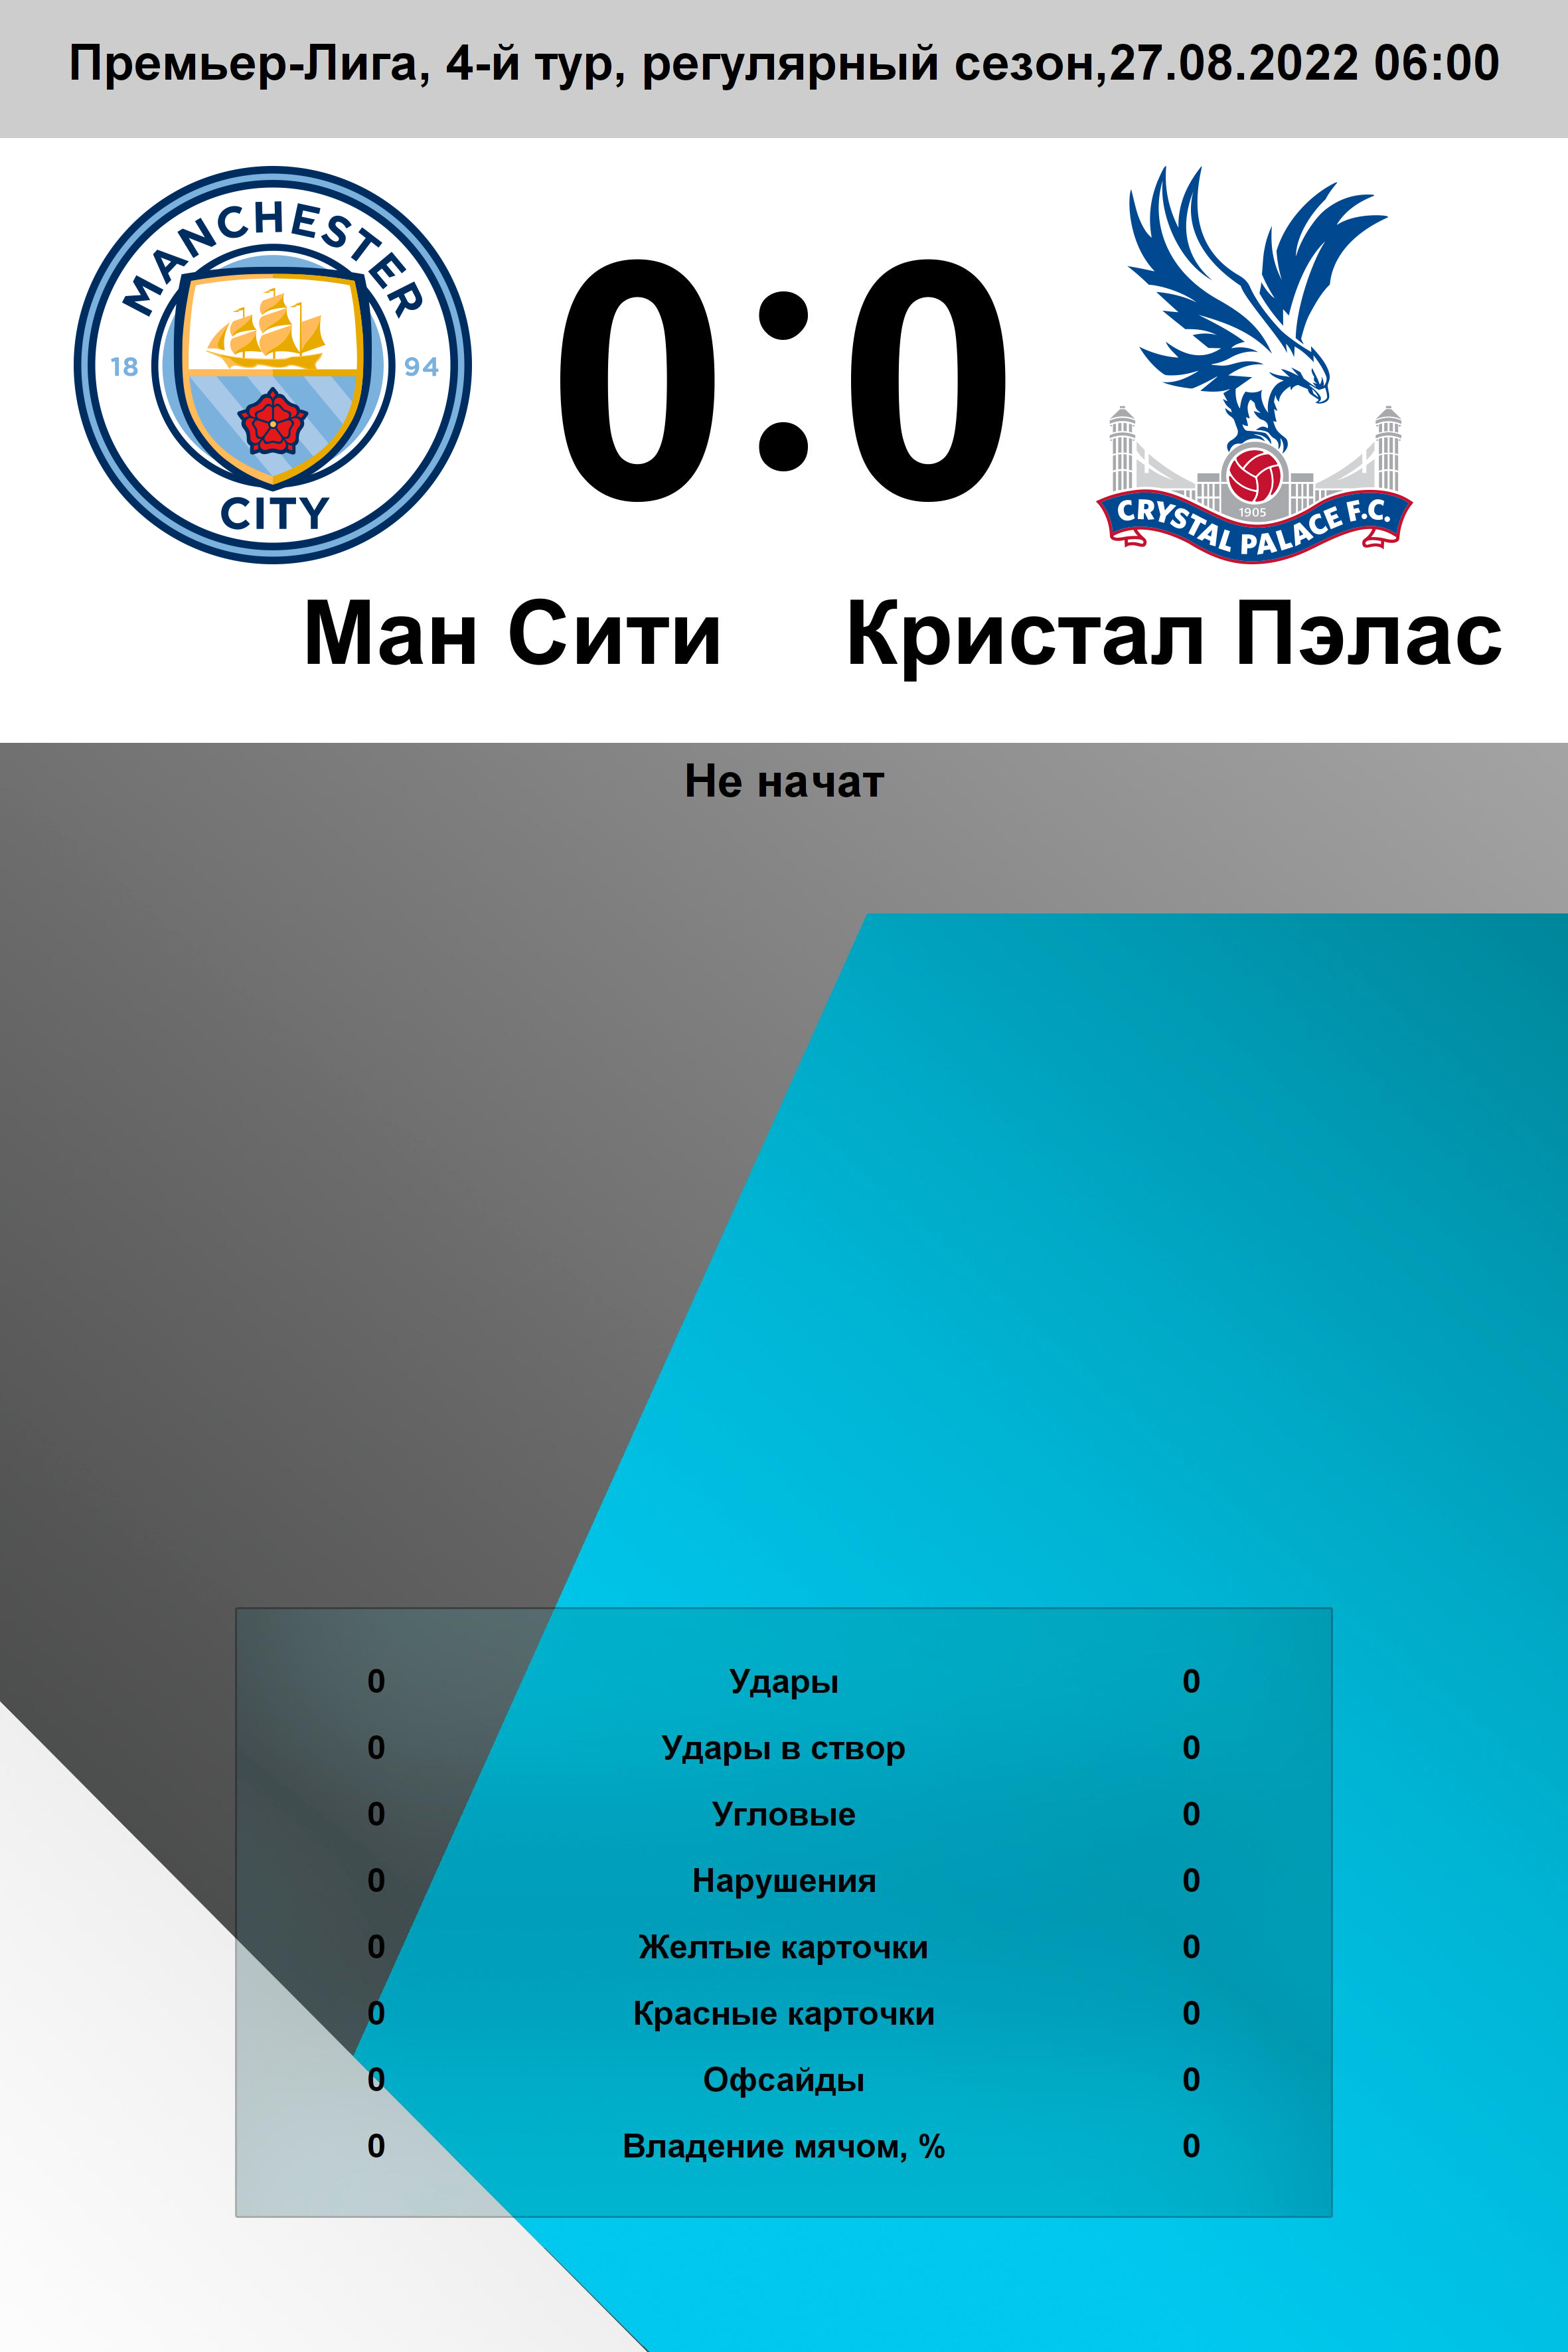 Премьер-Лига, 4-й тур, регулярный сезон,27.08.2022 06:00
MANCHESTER
18 94
CITY
0:0
1905
CRYSTAL PALACE F.C.
Ман Сити Кристал Пэлас
Не начат
0 Удары 0
0 Удары в створ 0
0 Угловые 0
0 Нарушения 0
0 Желтые карточки 0
0 Красные карточки 0
0 Офсайды 0
0 Владение мячом, % 0